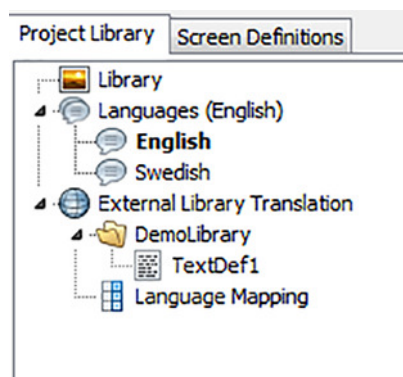 Project Library Screen Definitions
Library
Languages (English)
English
Swedish
External Library Translation
DemoLibrary
TextDef1
Language Mapping